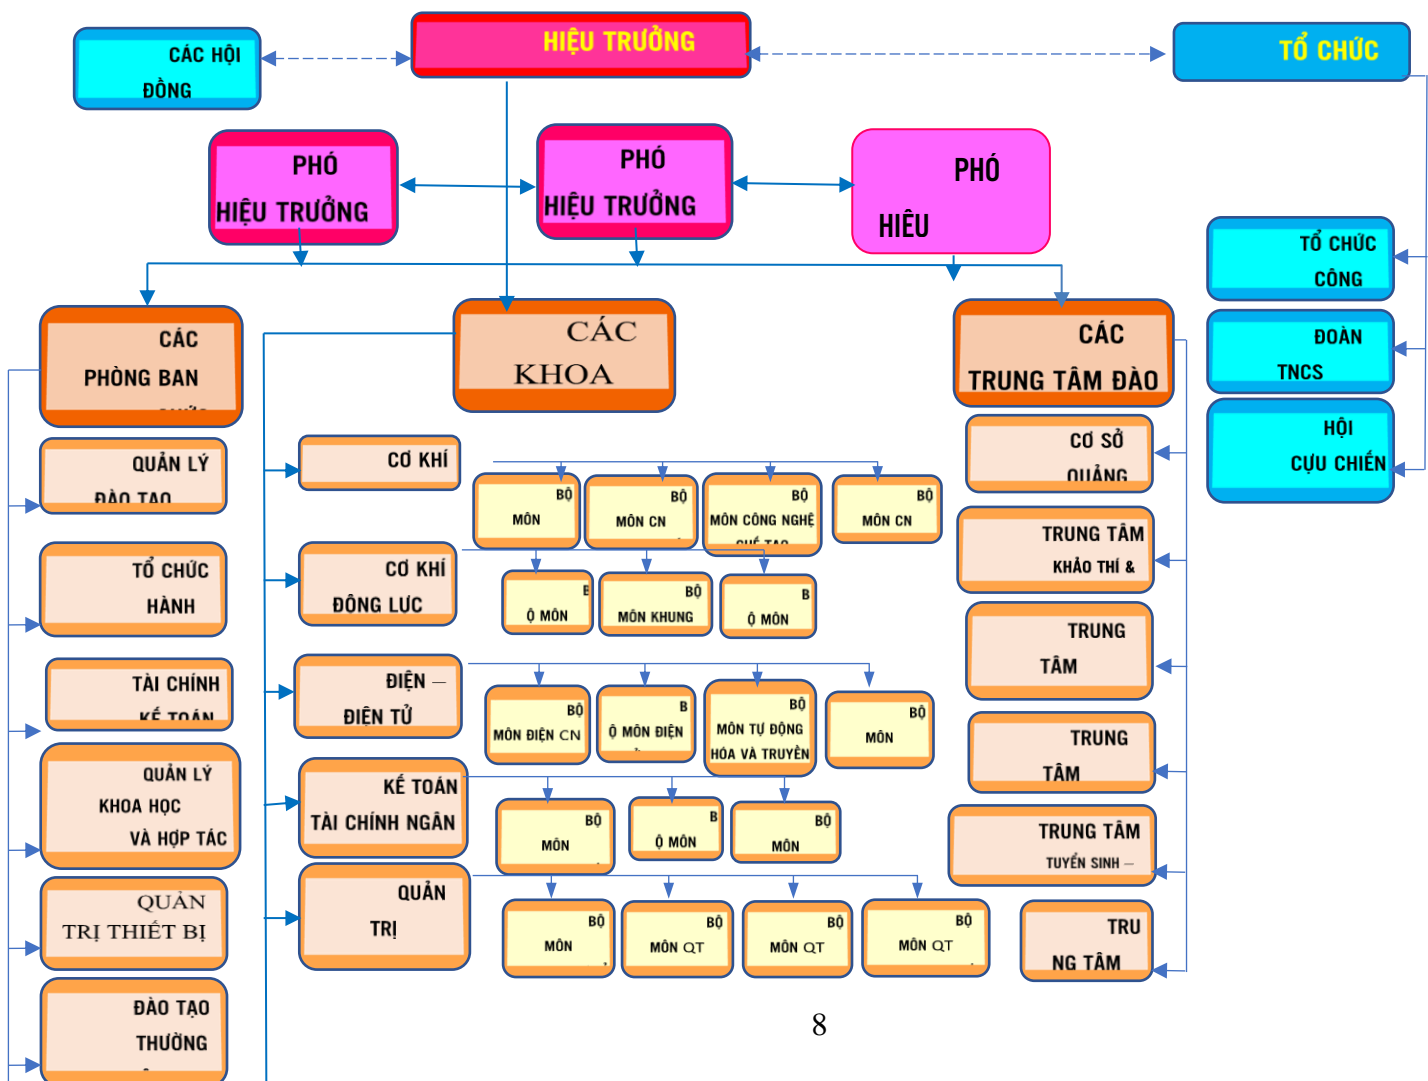 HIỆU TRƯỞNG
CÁC HỘI
ĐỒNG
TỔ CHỨC
PHÓ
HIỆU TRƯỞNG
PHÓ
HIỆU TRƯỞNG
PHÓ
HIÊU
TỔ CHỨC
CÔNG
ĐOÀN
TNCS
HỘI
CỰU CHIẾN
CÁC
PHÒNG BAN
CÁC
KHOA
CÁC
TRUNG TÂM ĐÀO
QUẢN LÝ
ĐÀO TẠO
TỔ CHỨC
HÀNH
TÀI CHÍNH
KẾ TOÁN
QUẢN LÝ
KHOA HỌC
VÀ HỢP TÁC
QUẢN
TRỊ THIẾT BỊ
ĐÀO TẠO
THƯỜNG
CƠ KHÍ
BỘ
MÔN
BỘ
MÔN CN
BỘ
MÔN CÔNG NGHỆ
CHẾ TẠO
BỘ
MÔN CN
CƠ KHÍ
ĐỘNG LỰC
B
Ộ MÔN
BỘ
MÔN KHUNG
B
Ộ MÔN
ĐIỆN –
ĐIỆN TỬ
BỘ
MÔN ĐIỆN CN
B
Ộ MÔN ĐIỆN
BỘ
MÔN TỰ ĐỘNG
HÓA VÀ TRUYỀN
BỘ
MÔN
KẾ TOÁN
TÀI CHÍNH NGÂN
BỘ
MÔN
B
Ộ MÔN
BỘ
MÔN
QUẢN
TRỊ
BỘ
MÔN
BỘ
MÔN QT
BỘ
MÔN QT
BỘ
MÔN QT
CƠ SỞ
QUẢNG
TRUNG TÂM
KHẢO THÍ &
TRUNG
TÂM
TRUNG
TÂM
TRUNG TÂM
TUYỂN SINH –
TRU
NG TÂM
8